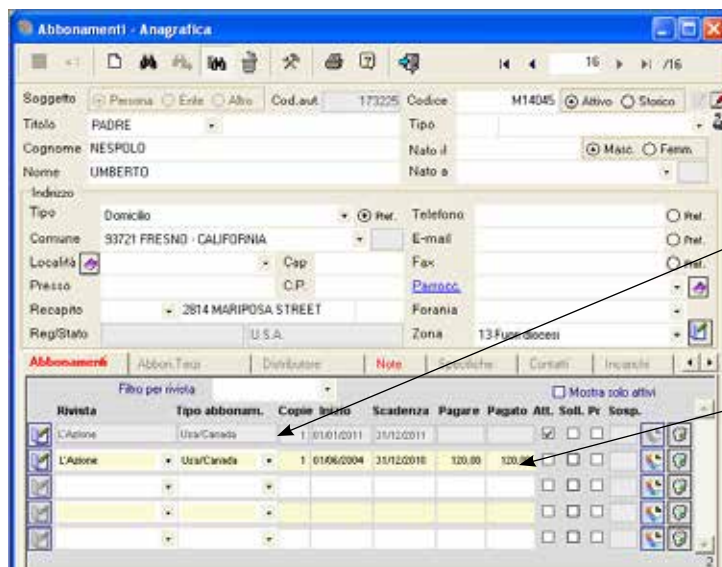 Abbonamenti - Anagrafica
16 /16
Soggetto Persona Ente Altro Cod.aut. 173225 Codice M14045 Attivo Storico
Titolo PADRE Tipo
Cognome NESPOLO Nato il Masc. Femm.
Nome UMBERTO Nato a
Indirizzo
Tipo Domicilio Pref. Telefono Pref.
Comune 93721 FRESNO - CALIFORNIA E-mail Pref.
Località Cap Fax Pref.
Presso C.P. Parrocc.
Recapito 2814 MARIPOSA STREET Forania
Reg/Stato U.S.A. Zona 13 Fuori diocesi
Abbonamenti Abbon.Terzi Distributore Note Specifiche Contatti Incarichi
Filtro per rivista Mostra solo attivi
Rivista Tipo abbonam. Copie Inizio Scadenza Pagare Pagato Att. Soll. Pr Sosp.
L'Azione Usa/Canada 1 01/01/2011 31/12/2011
L'Azione Usa/Canada 1 01/06/2004 31/12/2010 120,00 120,00
2